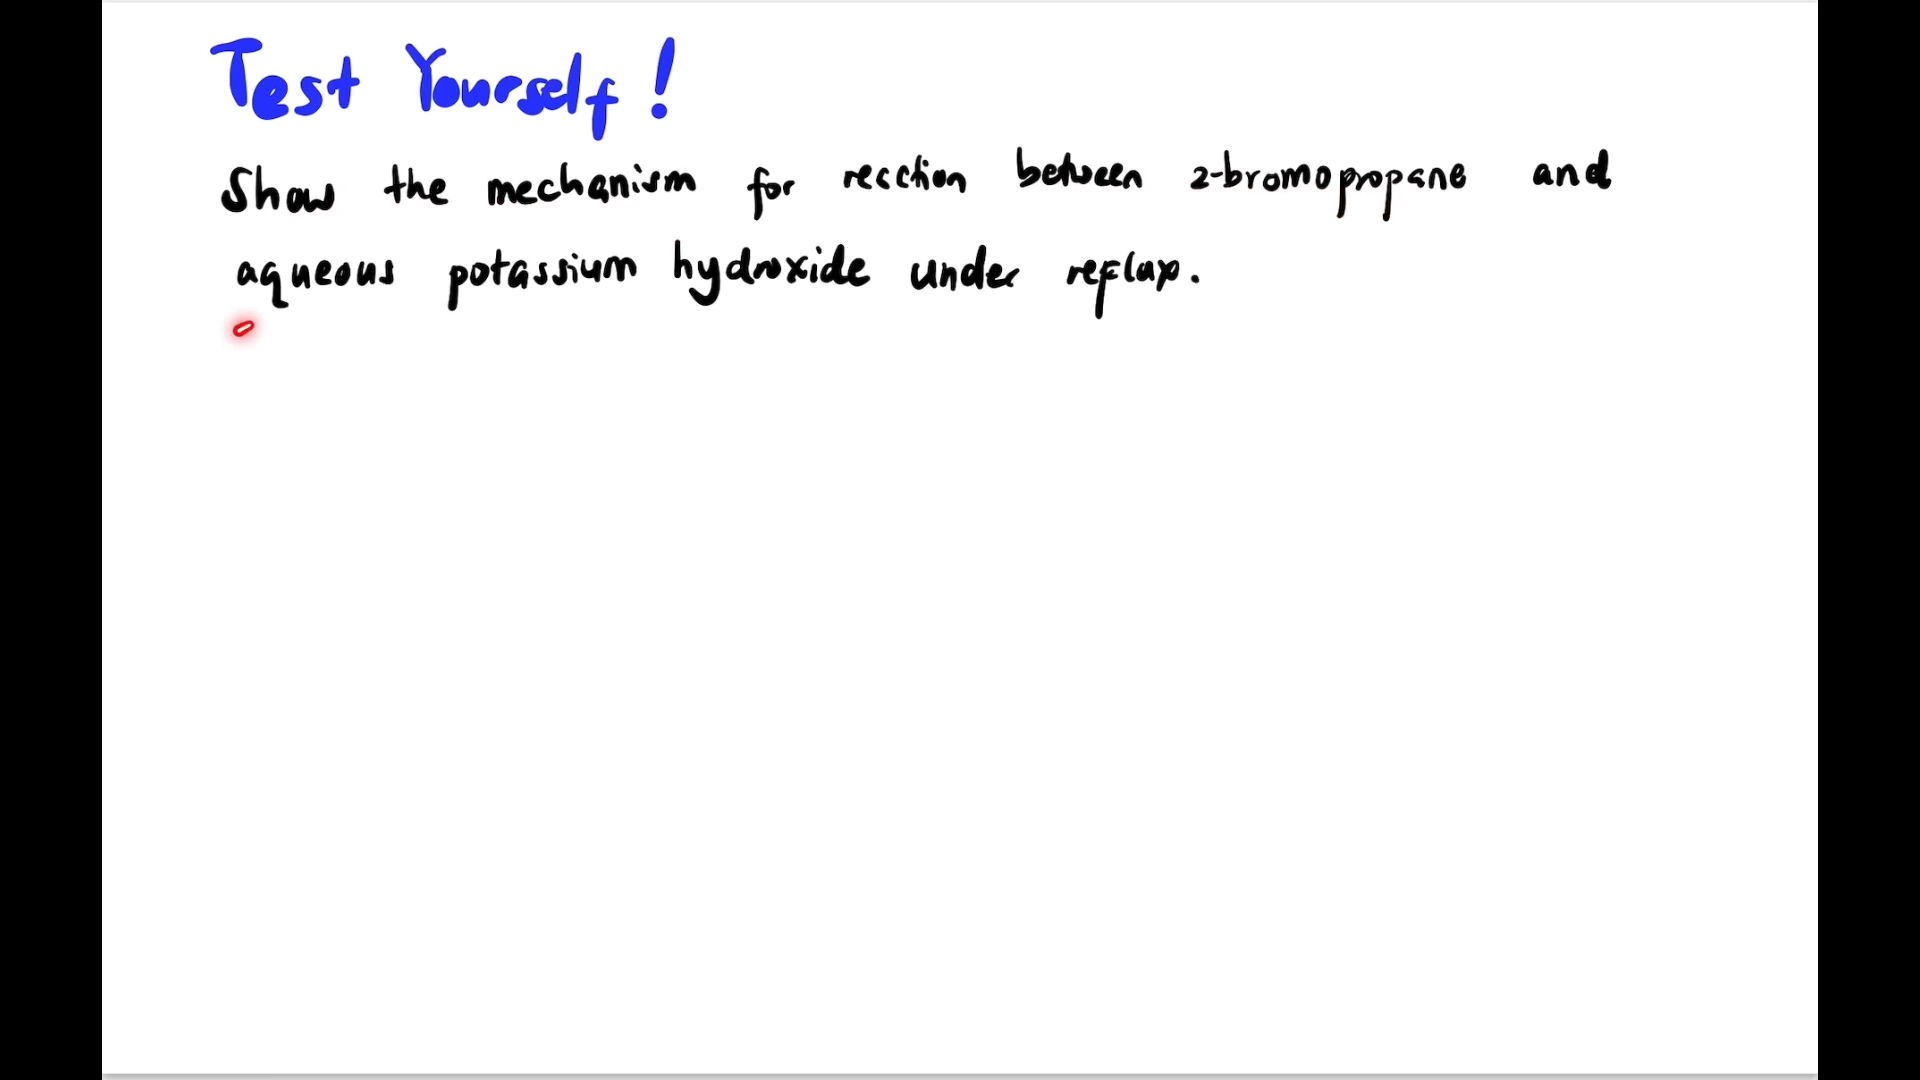 Test Yourself!
Show the mechanism for reaction between 2-bromopropane and
aqueous potassium hydroxide under reflux.